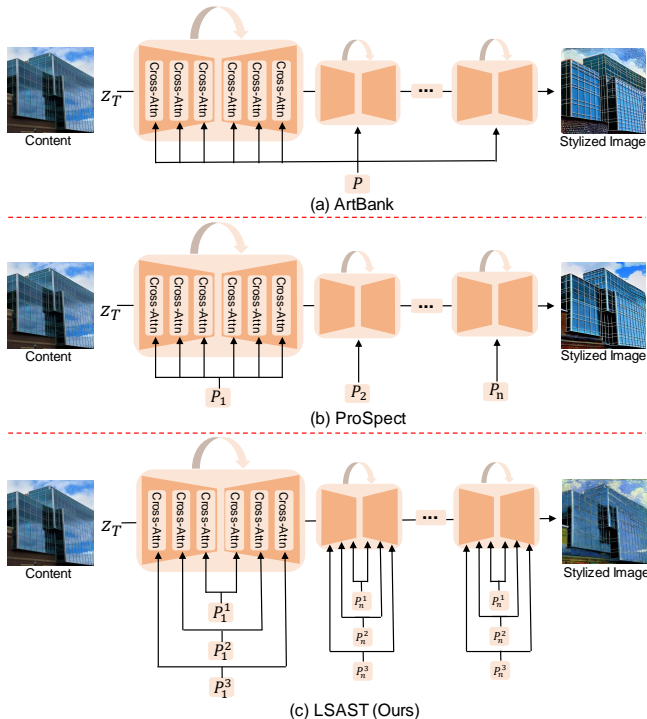 Cross-Attn Cross-Attn Cross-Attn Cross-Attn Cross-Attn Cross-Attn
z_T
...
Content
Stylized Image
P
(a) ArtBank
Cross-Attn Cross-Attn Cross-Attn Cross-Attn Cross-Attn Cross-Attn
z_T
...
Content
Stylized Image
P_1 P_2 P_n
(b) ProSpect
Cross-Attn Cross-Attn Cross-Attn Cross-Attn Cross-Attn Cross-Attn
z_T
...
Content
Stylized Image
P_1^1 P_n^1 P_n^1
P_1^2 P_n^2 P_n^2
P_1^3 P_n^3 P_n^3
(c) LSAST (Ours)